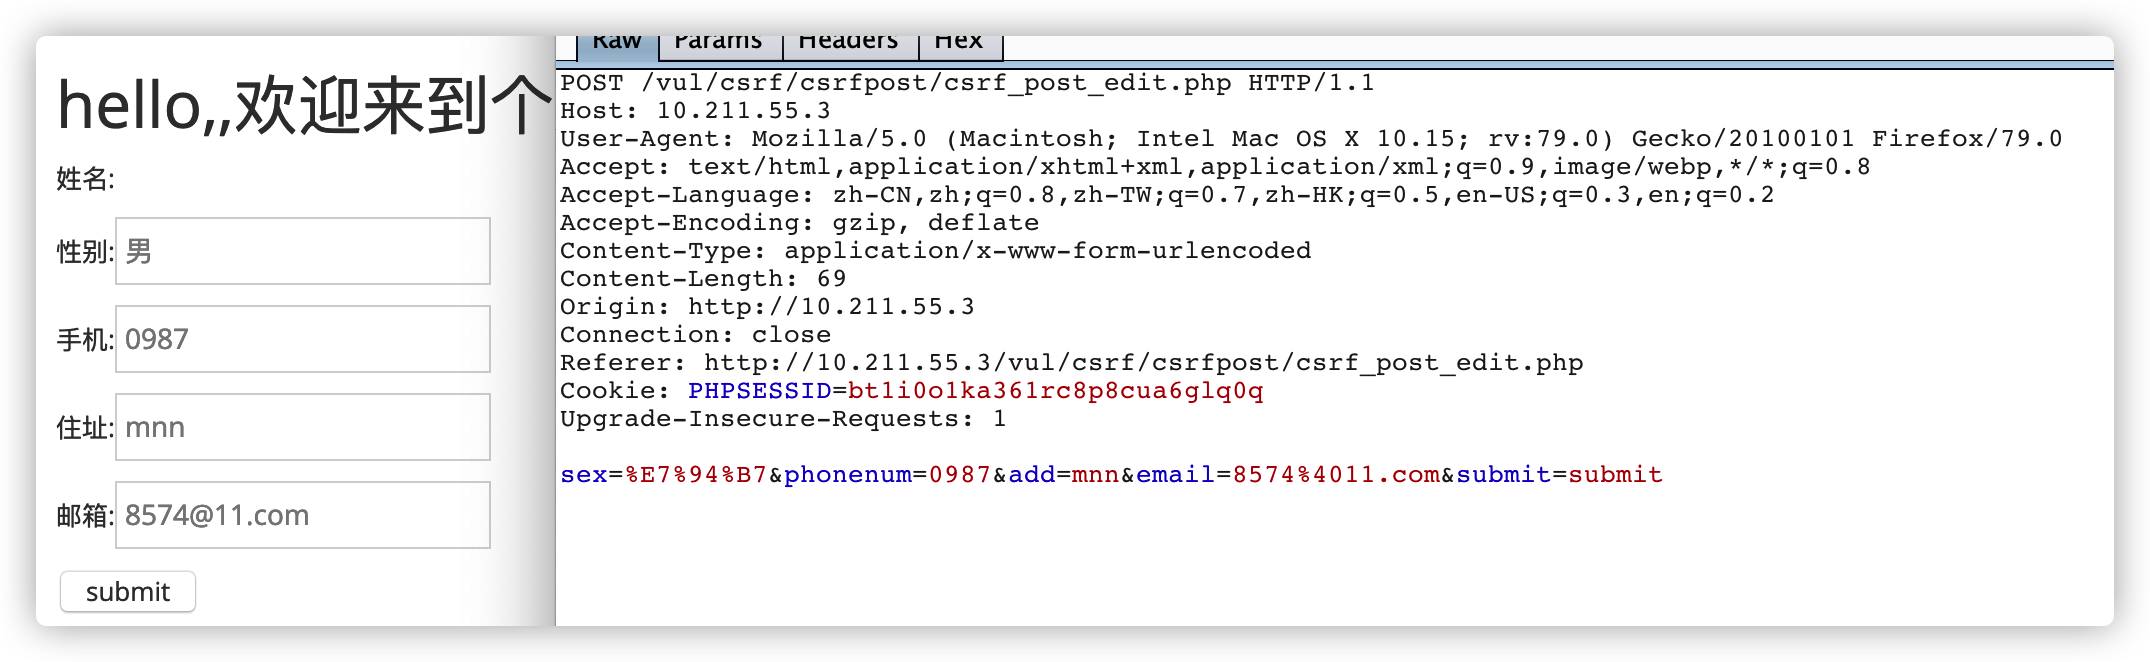 hello,,欢迎来到个
姓名:
性别: 男
手机: 0987
住址: mnn
邮箱: 8574@11.com
submit
Raw Params Headers Hex
POST /vul/csrf/csrfpost/csrf_post_edit.php HTTP/1.1
Host: 10.211.55.3
User-Agent: Mozilla/5.0 (Macintosh; Intel Mac OS X 10.15; rv:79.0) Gecko/20100101 Firefox/79.0
Accept: text/html,application/xhtml+xml,application/xml;q=0.9,image/webp,*/*;q=0.8
Accept-Language: zh-CN,zh;q=0.8,zh-TW;q=0.7,zh-HK;q=0.5,en-US;q=0.3,en;q=0.2
Accept-Encoding: gzip, deflate
Content-Type: application/x-www-form-urlencoded
Content-Length: 69
Origin: http://10.211.55.3
Connection: close
Referer: http://10.211.55.3/vul/csrf/csrfpost/csrf_post_edit.php
Cookie: PHPSESSID=bt1i0o1ka361rc8p8cua6glq0q
Upgrade-Insecure-Requests: 1
sex=%E7%94%B7&phonenum=0987&add=mnn&email=8574%4011.com&submit=submit